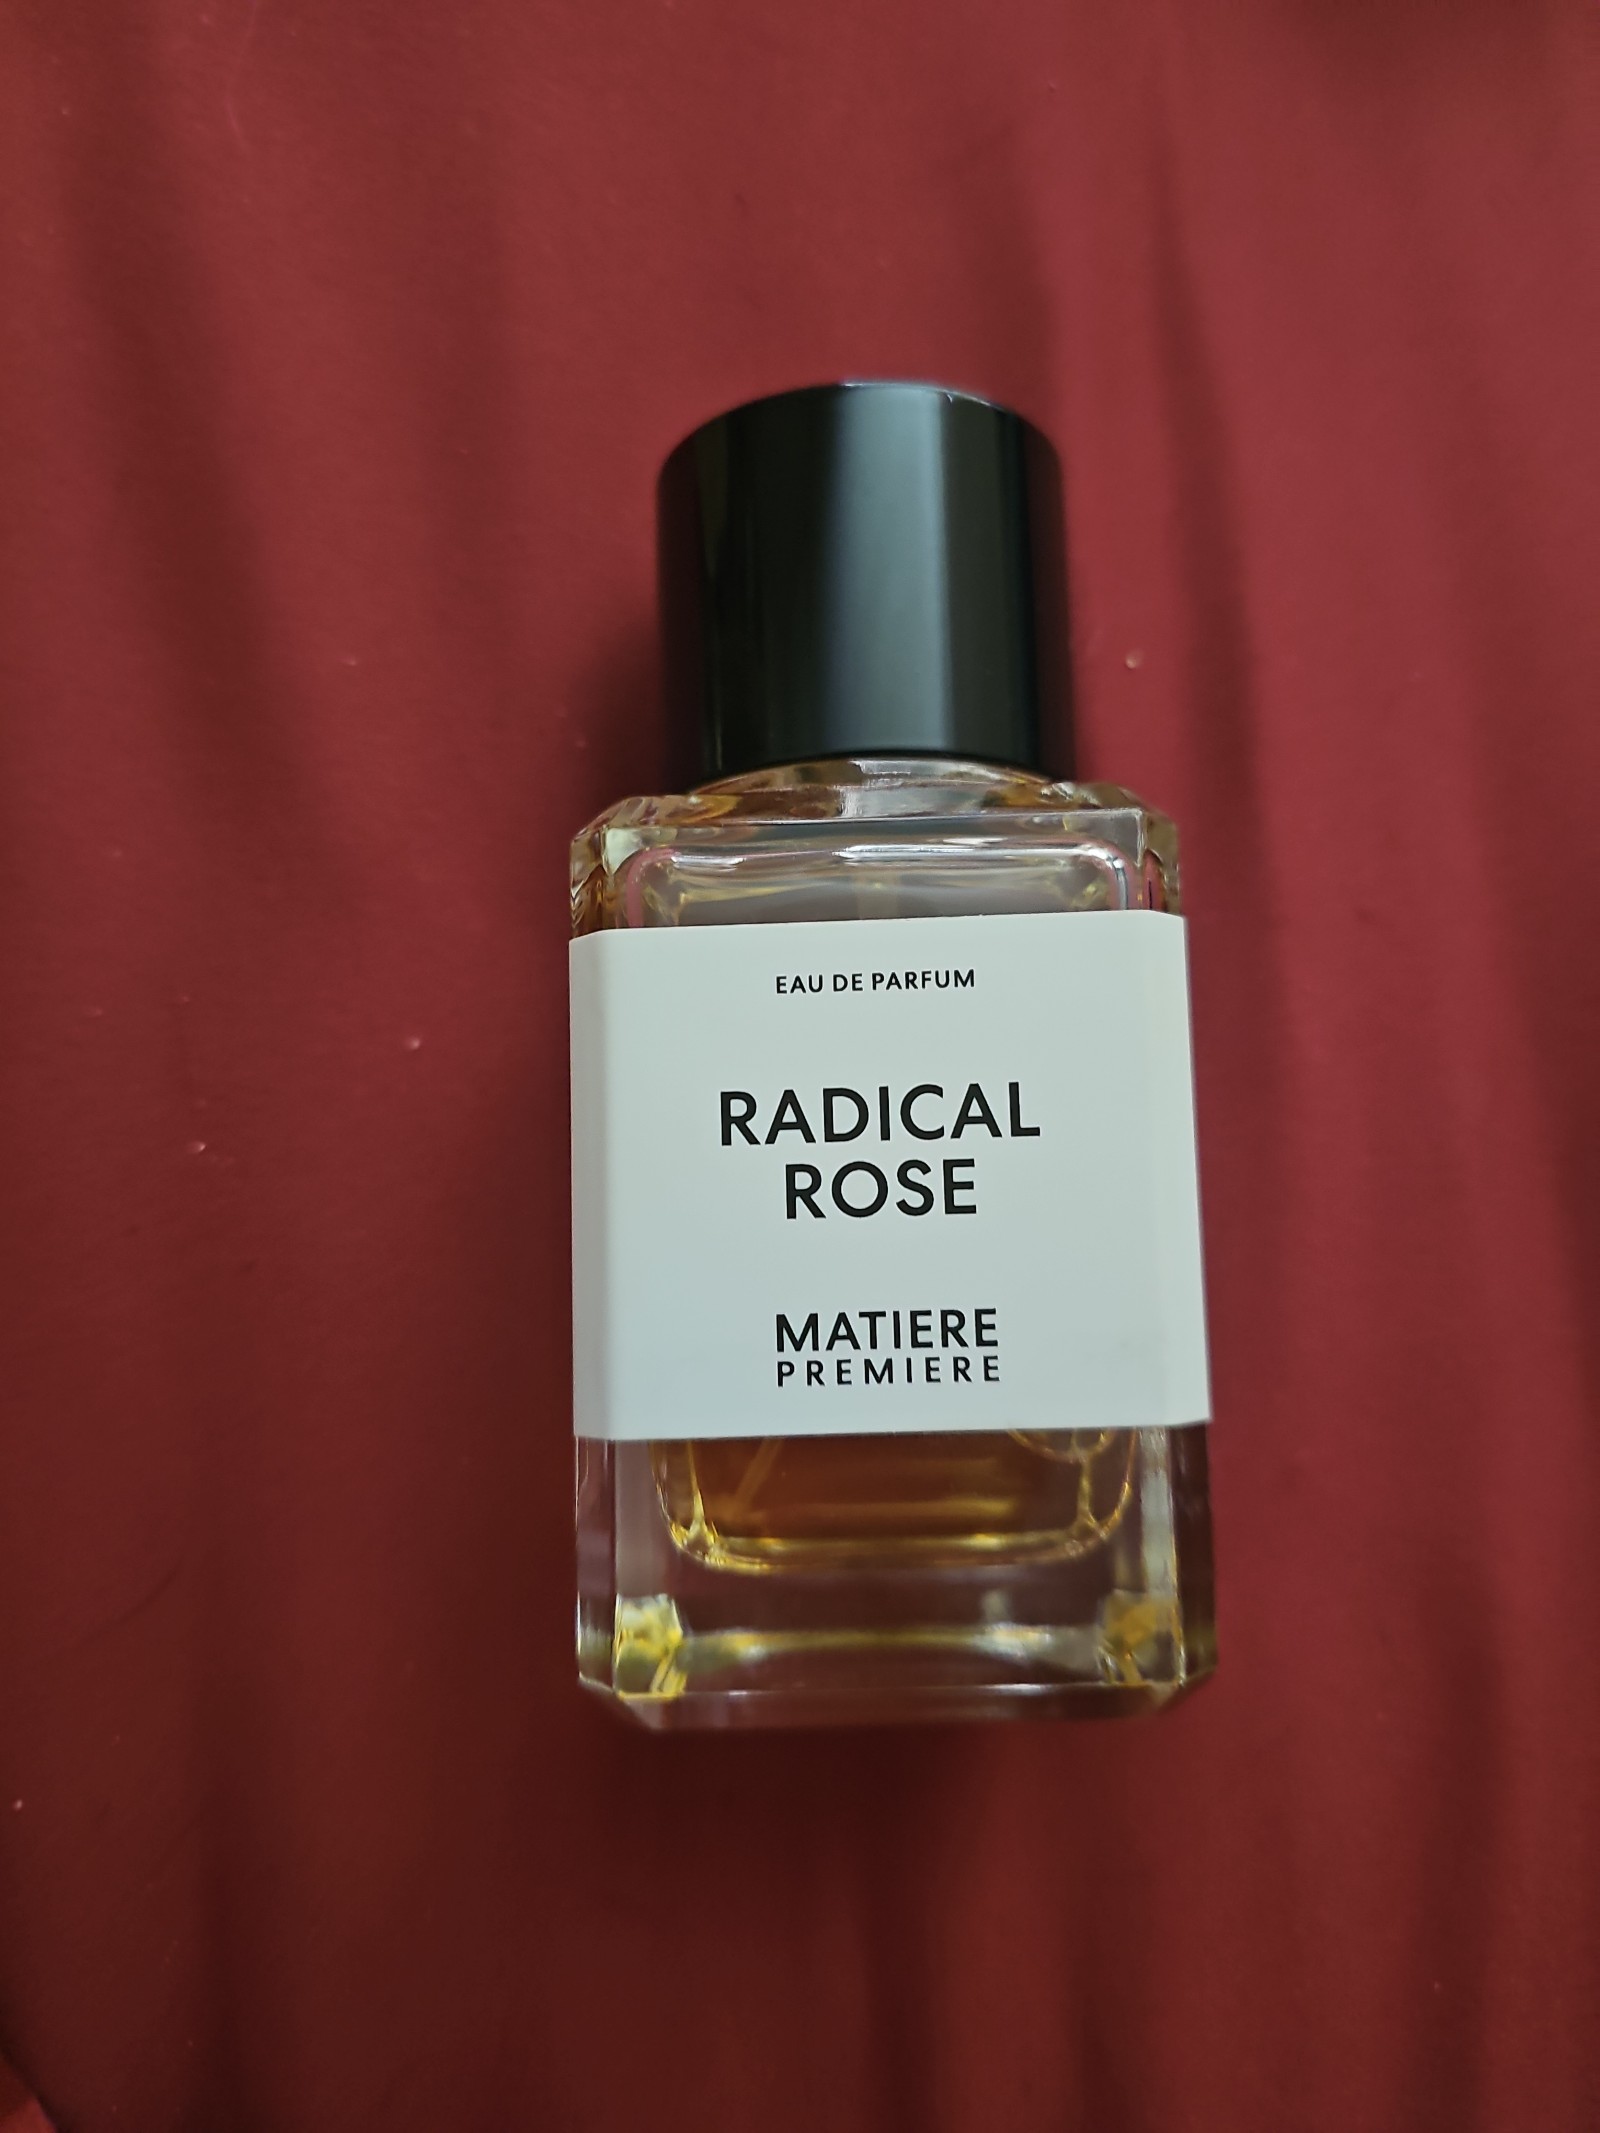 EAU DE PARFUM
RADICAL
ROSE
MATIERE
PREMIERE